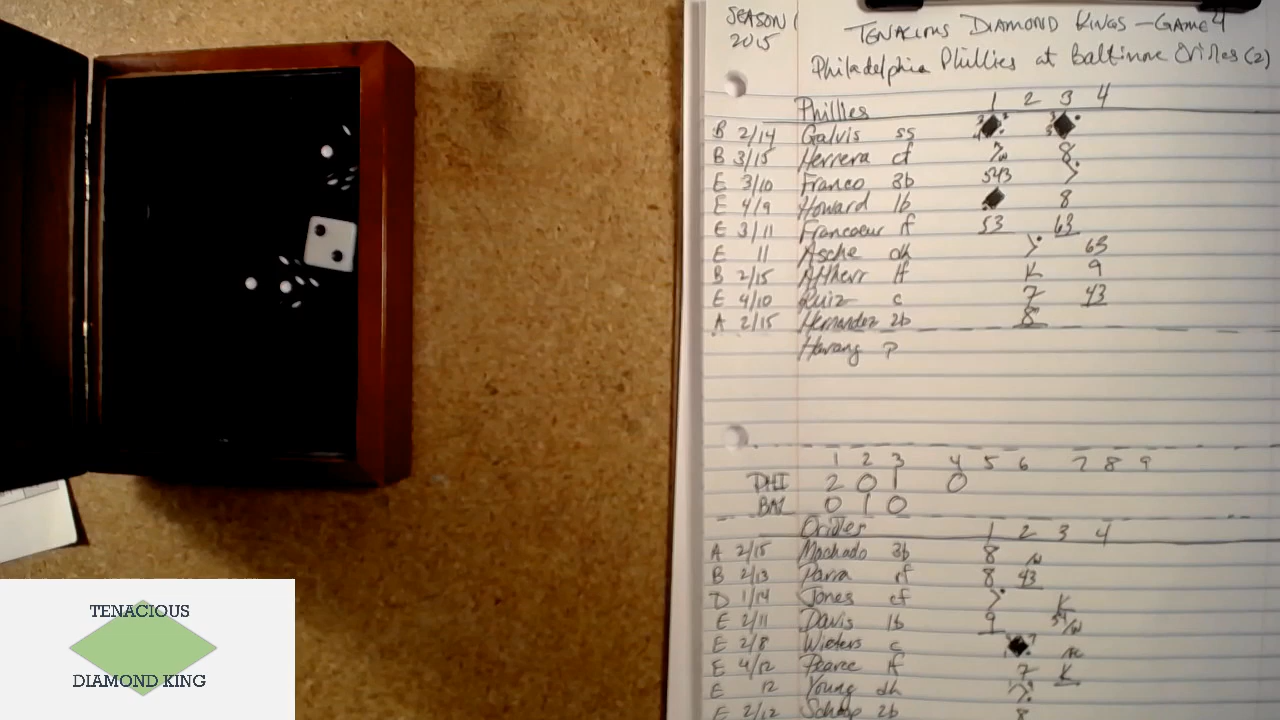 SEASON 1
2015
TENACIOUS DIAMOND KINGS - GAME 4
Philadelphia Phillies at Baltimore Orioles (2)
Phillies 1 2 3 4
B 2/14 Galvis ss
B 3/15 Herrera cf 8
E 3/10 Franco 3b 543
E 4/9 Howard 1b 8
E 3/11 Francoeur rf 53 63
E 11 Asche dh 63
B 2/15 Altherr lf K 9
E 4/10 Ruiz c 7 43
A 2/15 Hernandez 2b 8
Harang P
1 2 3 4 5 6 7 8 9
PHI 2 0 1 0
BAL 0 1 0
Orioles 1 2 3 4
A 2/15 Machado 3b 8 W
B 2/13 Parra rf 8 43
D 1/14 Jones cf K
E 2/11 Davis 1b 9
E 2/8 Wieters c
E 4/12 Pearce lf 7 K
E 12 Young dh
E 2/12 Schoop 2b 8
TENACIOUS
DIAMOND KING